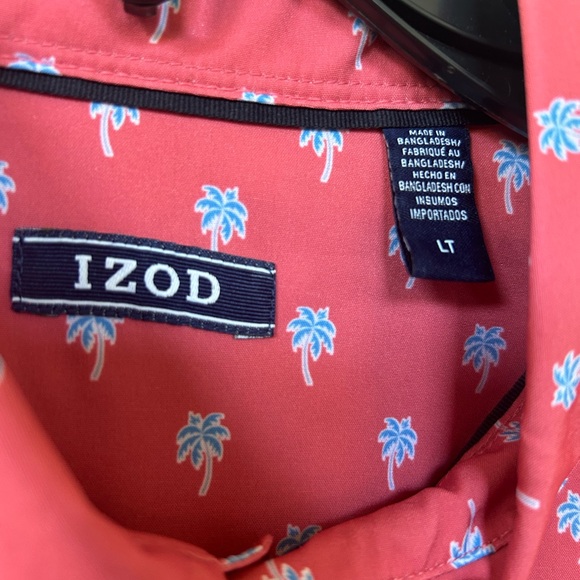 IZOD
MADE IN
BANGLADESH/
FABRIQUÉ AU
BANGLADESH/
HECHO EN
BANGLADESH CON
INSUMOS
IMPORTADOS
LT